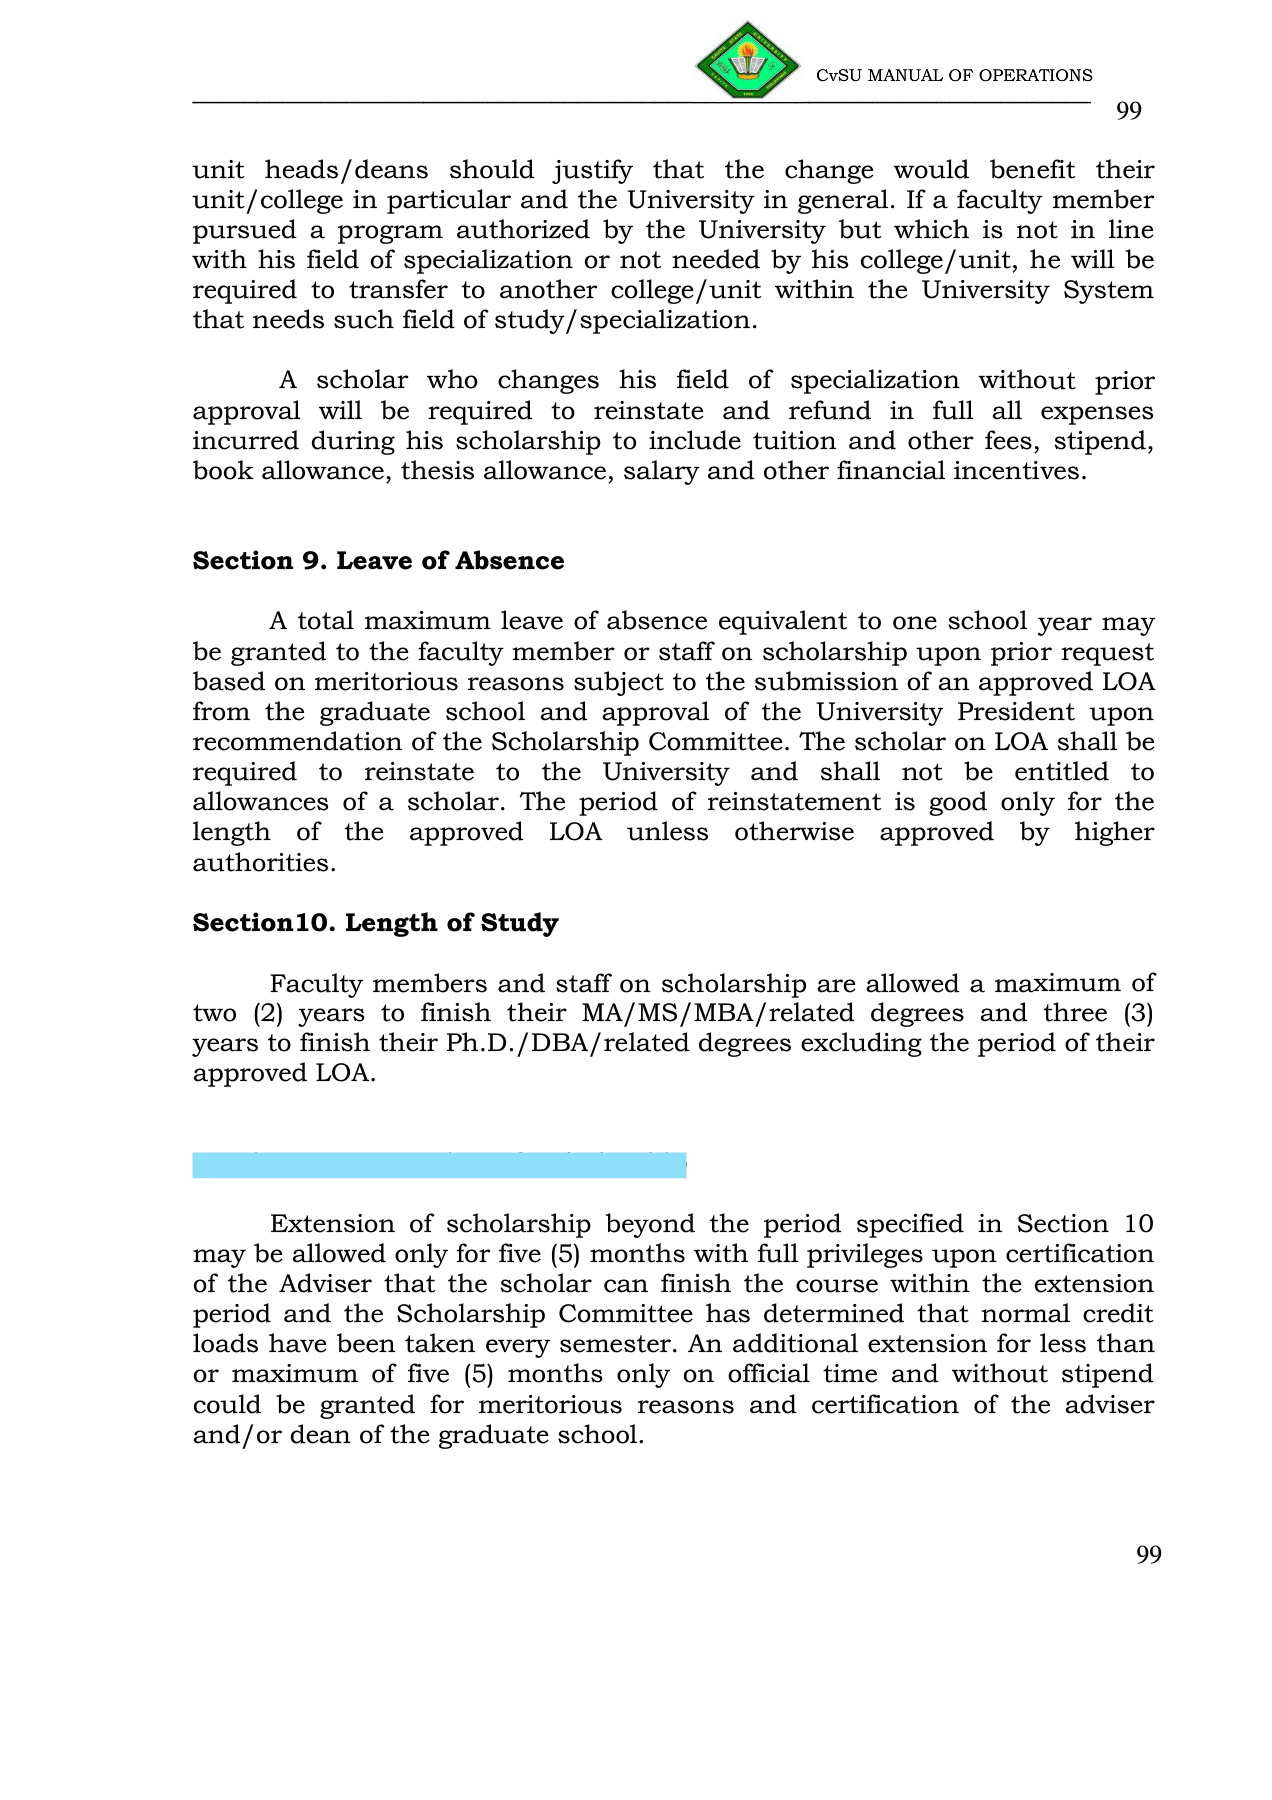 CvSU MANUAL OF OPERATIONS
99
unit heads/deans should justify that the change would benefit their
unit/college in particular and the University in general. If a faculty member
pursued a program authorized by the University but which is not in line
with his field of specialization or not needed by his college/unit, he will be
required to transfer to another college/unit within the University System
that needs such field of study/specialization.
A scholar who changes his field of specialization without prior
approval will be required to reinstate and refund in full all expenses
incurred during his scholarship to include tuition and other fees, stipend,
book allowance, thesis allowance, salary and other financial incentives.
Section 9. Leave of Absence
A total maximum leave of absence equivalent to one school year may
be granted to the faculty member or staff on scholarship upon prior request
based on meritorious reasons subject to the submission of an approved LOA
from the graduate school and approval of the University President upon
recommendation of the Scholarship Committee. The scholar on LOA shall be
required to reinstate to the University and shall not be entitled to
allowances of a scholar. The period of reinstatement is good only for the
length of the approved LOA unless otherwise approved by higher
authorities.
Section10. Length of Study
Faculty members and staff on scholarship are allowed a maximum of
two (2) years to finish their MA/MS/MBA/related degrees and three (3)
years to finish their Ph.D./DBA/related degrees excluding the period of their
approved LOA.
Extension of scholarship beyond the period specified in Section 10
may be allowed only for five (5) months with full privileges upon certification
of the Adviser that the scholar can finish the course within the extension
period and the Scholarship Committee has determined that normal credit
loads have been taken every semester. An additional extension for less than
or maximum of five (5) months only on official time and without stipend
could be granted for meritorious reasons and certification of the adviser
and/or dean of the graduate school.
99